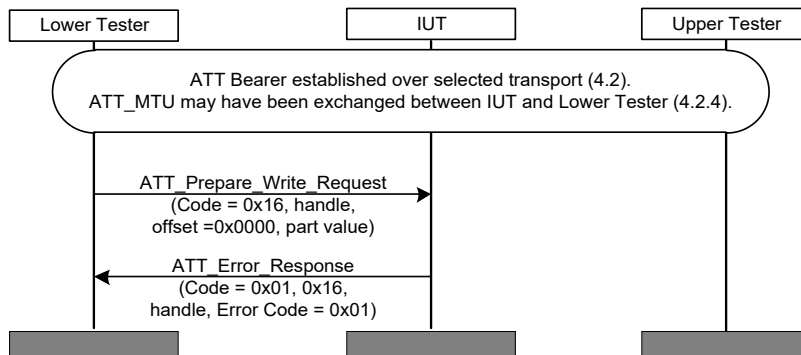 Lower Tester
IUT
Upper Tester
ATT Bearer established over selected transport (4.2).
ATT_MTU may have been exchanged between IUT and Lower Tester (4.2.4).
ATT_Prepare_Write_Request
(Code = 0x16, handle,
offset =0x0000, part value)
ATT_Error_Response
(Code = 0x01, 0x16,
handle, Error Code = 0x01)